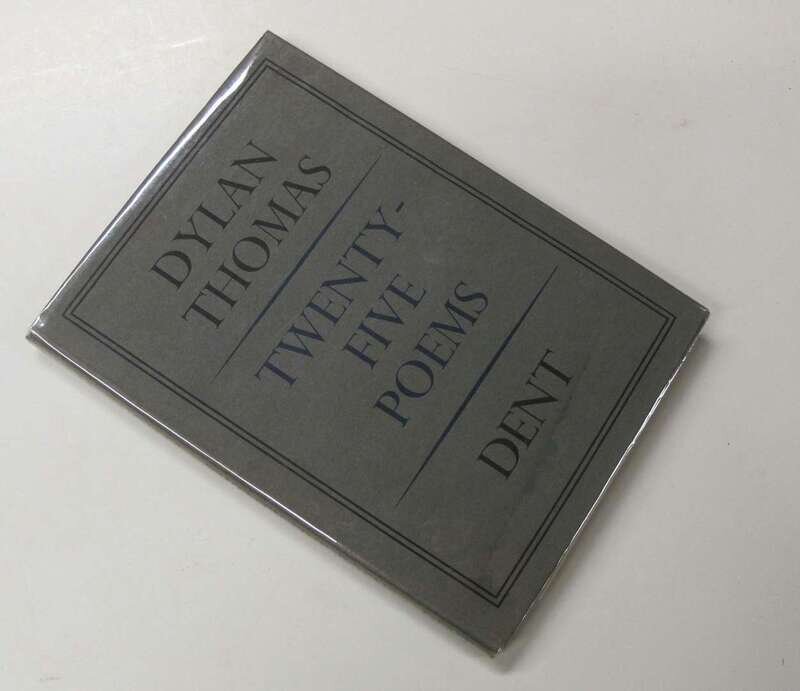 DYLAN
THOMAS
TWENTY-
FIVE
POEMS
DENT